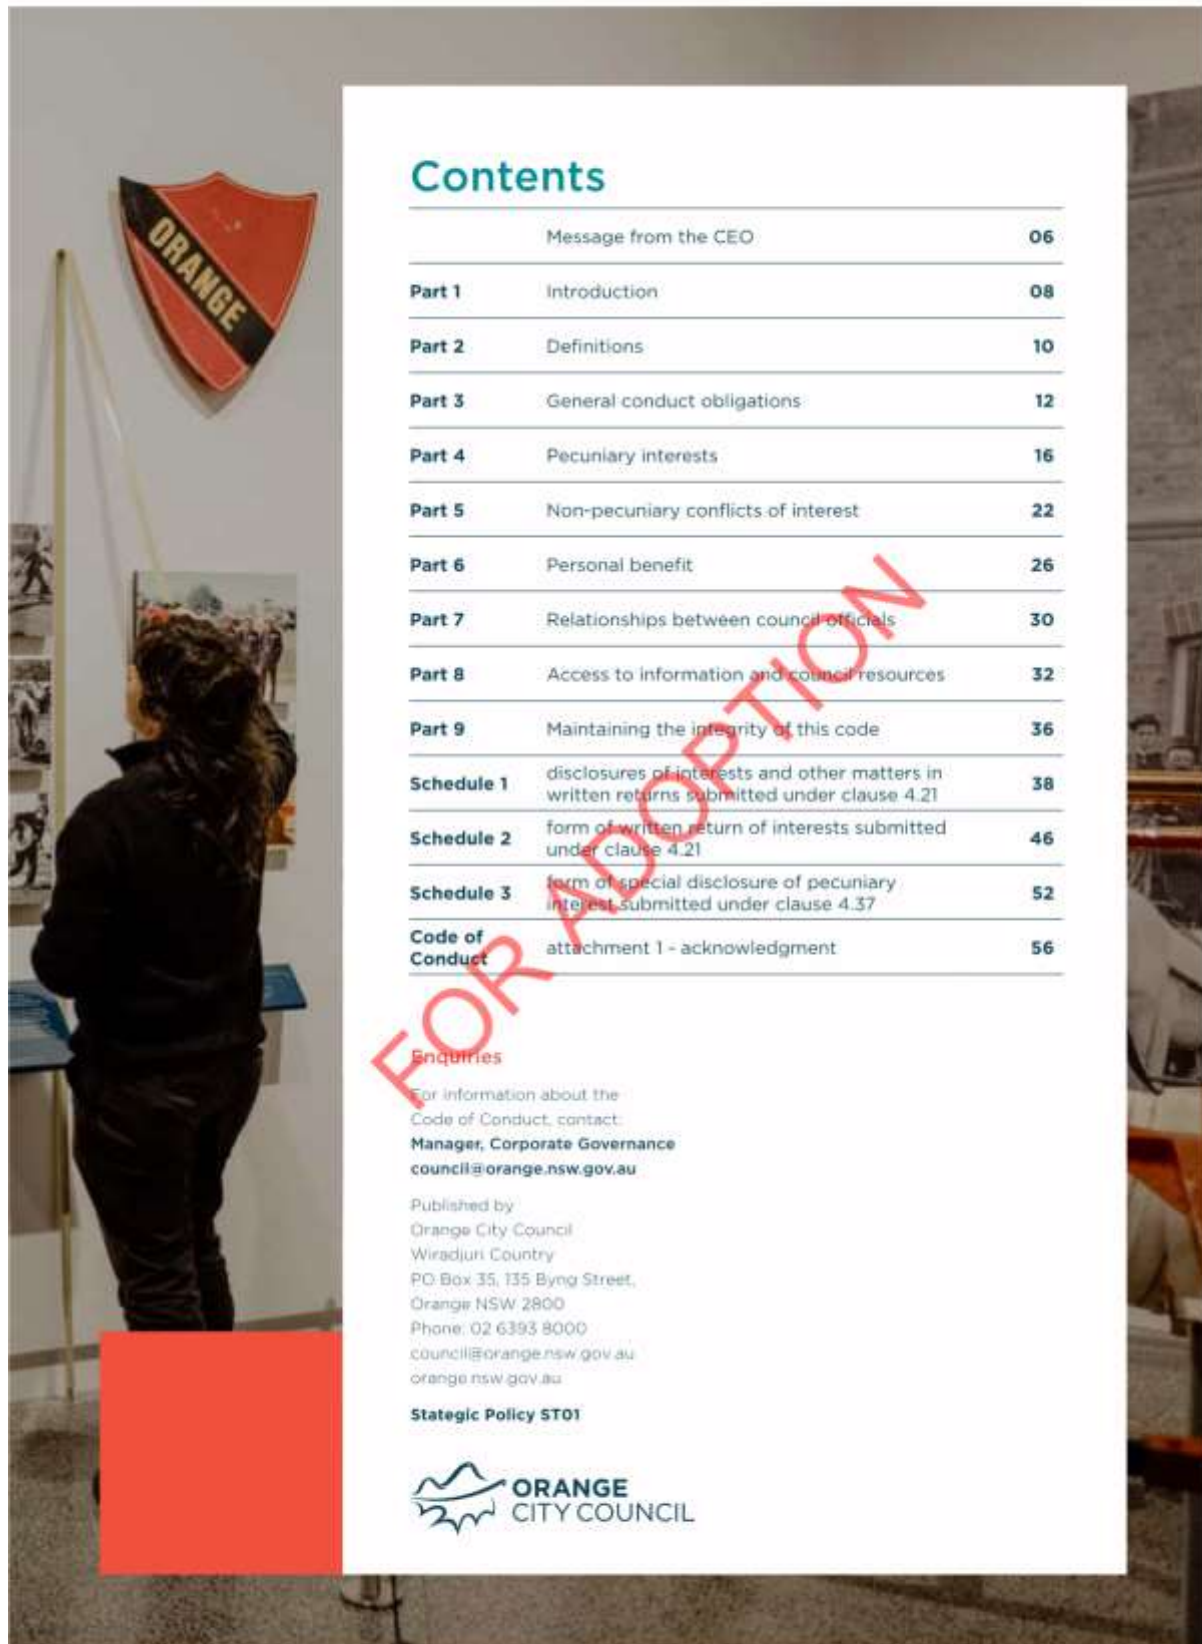 ORANGE
Contents
Message from the CEO 06
Part 1 Introduction 08
Part 2 Definitions 10
Part 3 General conduct obligations 12
Part 4 Pecuniary interests 16
Part 5 Non-pecuniary conflicts of interest 22
Part 6 Personal benefit 26
Part 7 Relationships between council officials 30
Part 8 Access to information and council resources 32
Part 9 Maintaining the integrity of this code 36
Schedule 1 disclosures of interests and other matters in
written returns submitted under clause 4.21 38
Schedule 2 form of written return of interests submitted
under clause 4.21 46
Schedule 3 form of special disclosure of pecuniary
interest submitted under clause 4.37 52
Code of
Conduct attachment 1 - acknowledgment 56
FOR ADOPTION
Enquiries
For information about the
Code of Conduct, contact:
Manager, Corporate Governance
council@orange.nsw.gov.au
Published by
Orange City Council
Wiradjuri Country
PO Box 35, 135 Byng Street,
Orange NSW 2800
Phone: 02 6393 8000
council@orange.nsw.gov.au
orange.nsw.gov.au
Stategic Policy ST01
ORANGE
CITY COUNCIL